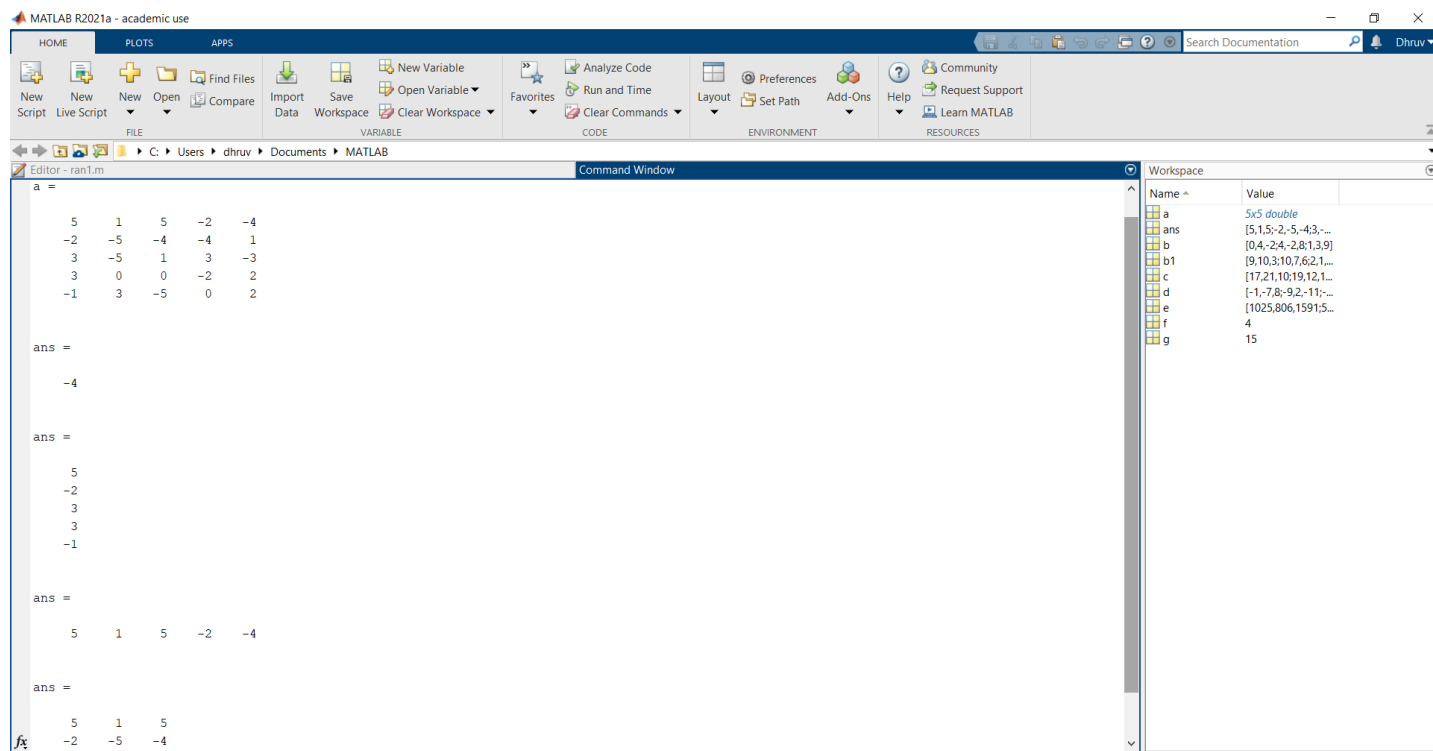 MATLAB R2021a - academic use
HOME PLOTS APPS
Search Documentation
Dhruv
New Script
New Live Script
New
Open
Find Files
Compare
FILE
Import Data
Save Workspace
New Variable
Open Variable
Clear Workspace
VARIABLE
Favorites
Analyze Code
Run and Time
Clear Commands
CODE
Layout
Preferences
Set Path
Add-Ons
ENVIRONMENT
Help
Community
Request Support
Learn MATLAB
RESOURCES
C: Users dhruv Documents MATLAB
Editor - ran1.m
Command Window
a =
5 1 5 -2 -4
-2 -5 -4 -4 1
3 -5 1 3 -3
3 0 0 -2 2
-1 3 -5 0 2
ans =
-4
ans =
5
-2
3
3
-1
ans =
5 1 5 -2 -4
ans =
5 1 5
fx -2 -5 -4
Workspace
Name Value
a 5x5 double
ans [5,1,5;-2,-5,-4;3,-...
b [0,4,-2;4,-2,8;1,3,9]
b1 [9,10,3;10,7,6;2,1,...
c [17,21,10;19,12,1...
d [-1,-7,8;-9,2,-11;-...
e [1025,806,1591;5...
f 4
g 15